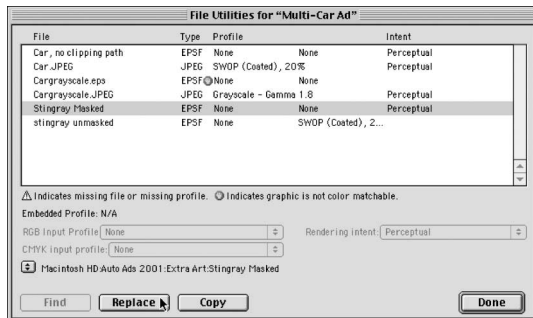 File Utilities for “Multi-Car Ad”
File Type Profile Intent
Car, no clipping path EPSF None None Perceptual
Car.JPEG JPEG SWOP (Coated), 20% Perceptual
Cargrayscale.eps EPSF None None Perceptual
Cargrayscale.JPEG JPEG Grayscale - Gamma 1.8 Perceptual
Stingray Masked EPSF None None Perceptual
stingray unmasked EPSF None SWOP (Coated), 2...
Indicates missing file or missing profile. Indicates graphic is not color matchable.
Embedded Profile: N/A
RGB Input Profile None Rendering intent: Perceptual
CMYK input profile: None
Macintosh HD:Auto Ads 2001:Extra Art:Stingray Masked
Find Replace Copy Done